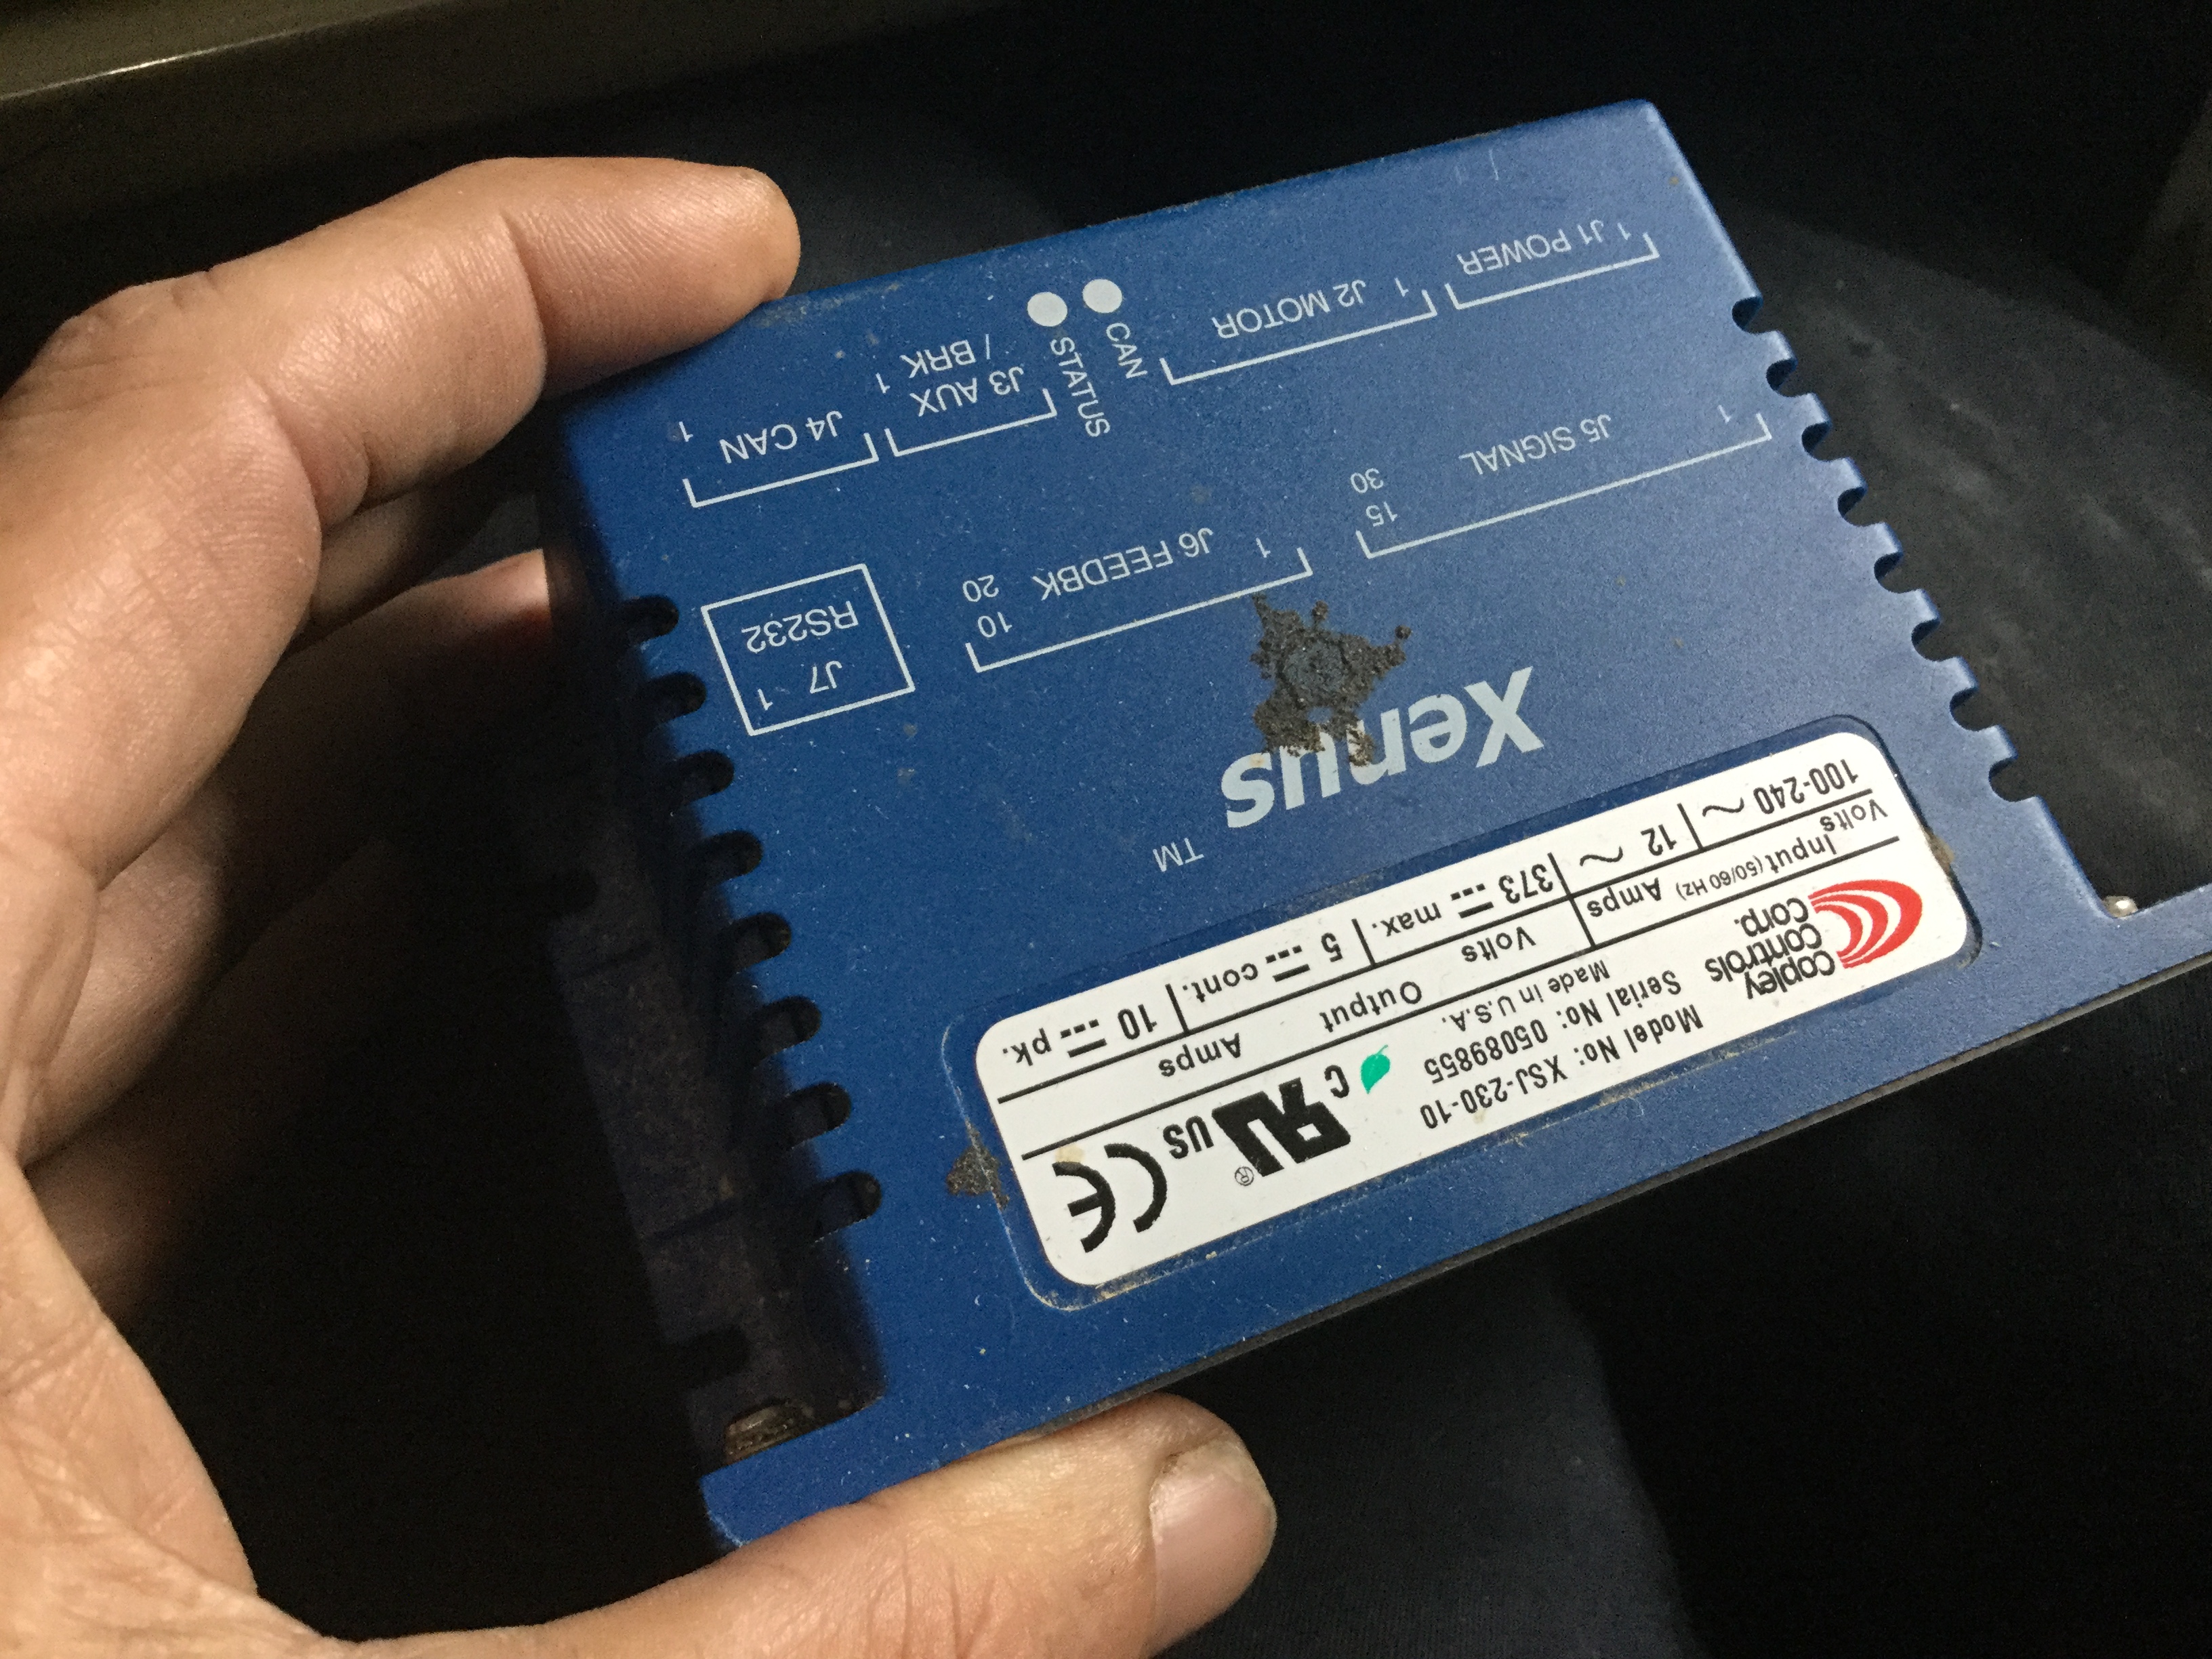 1 J1 POWER
1 J2 MOTOR
CAN
STATUS
J3 AUX 1
/ BRK
J4 CAN 1
1 J5 SIGNAL 15
30
1 J6 FEEDBK 10
20
J7 1
RS232
Xenus ™
100-240 ～ | 12 ～ | 373 ⎓ max. | 5 ⎓ cont. | 10 ⎓ pk.
Volts Amps Volts Amps
Input (50/60 Hz) Output
copley
controls
corp.
Made in U.S.A.
Serial No: 05089855
Model No: XSJ-230-10
c RU ® US CE